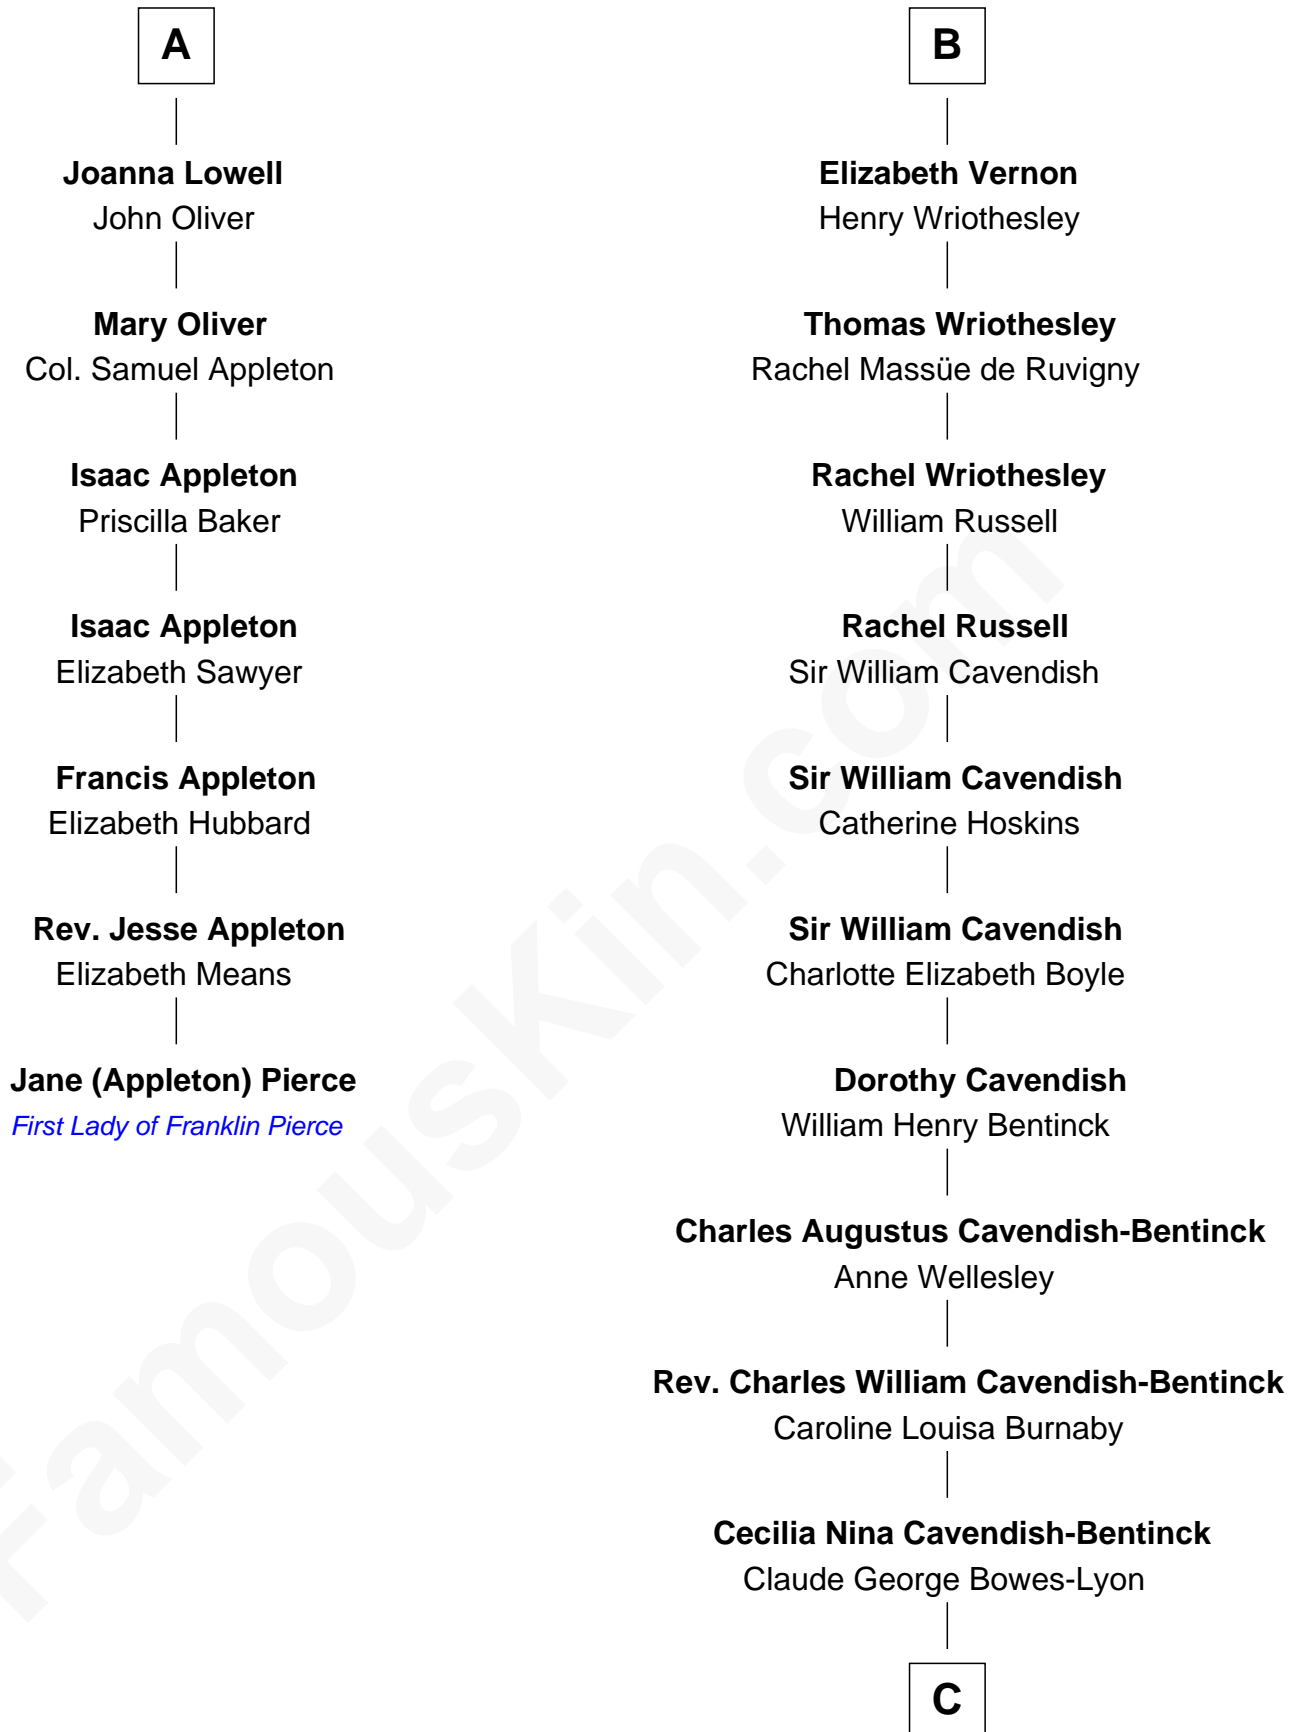 A
Joanna Lowell
John Oliver
Mary Oliver
Col. Samuel Appleton
Isaac Appleton
Priscilla Baker
Isaac Appleton
Elizabeth Sawyer
Francis Appleton
Elizabeth Hubbard
Rev. Jesse Appleton
Elizabeth Means
Jane (Appleton) Pierce
First Lady of Franklin Pierce
B
Elizabeth Vernon
Henry Wriothesley
Thomas Wriothesley
Rachel Massüe de Ruvigny
Rachel Wriothesley
William Russell
Rachel Russell
Sir William Cavendish
Sir William Cavendish
Catherine Hoskins
Sir William Cavendish
Charlotte Elizabeth Boyle
Dorothy Cavendish
William Henry Bentinck
Charles Augustus Cavendish-Bentinck
Anne Wellesley
Rev. Charles William Cavendish-Bentinck
Caroline Louisa Burnaby
Cecilia Nina Cavendish-Bentinck
Claude George Bowes-Lyon
C
FamousKin.com